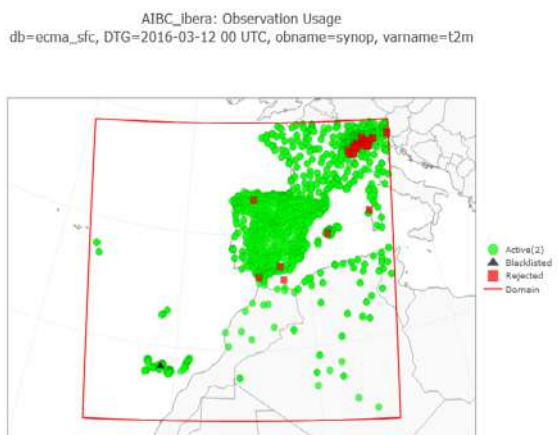 AIBC_ibera: Observation Usage
db=ecma_sfc, DTG=2016-03-12 00 UTC, obname=synop, varname=t2m
Active(2)
Blacklisted
Rejected
Domain